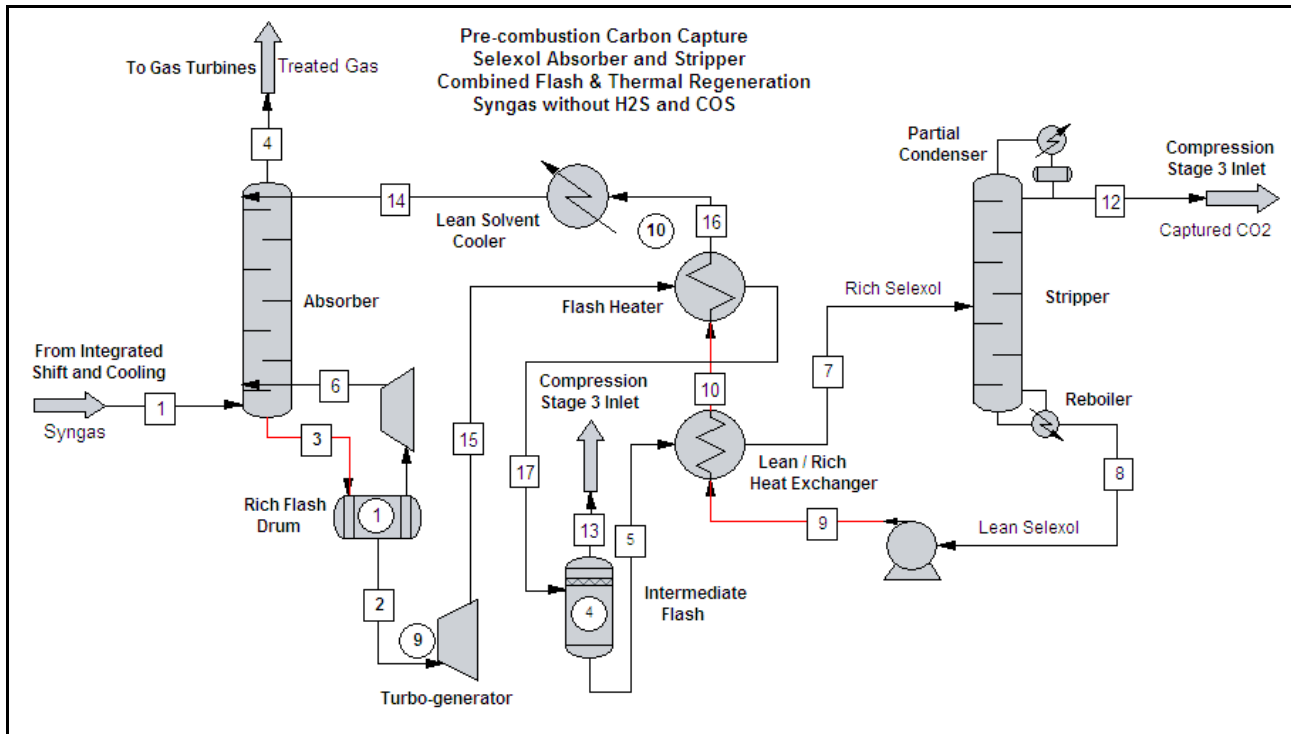 Pre-combustion Carbon Capture
Selexol Absorber and Stripper
Combined Flash & Thermal Regeneration
Syngas without H2S and COS
To Gas Turbines
Treated Gas
4
Partial
Condenser
Compression
Stage 3 Inlet
12
Captured CO2
14
Lean Solvent
Cooler
10
16
Flash Heater
Rich Selexol
Stripper
Absorber
From Integrated
Shift and Cooling
1
Syngas
6
3
15
Compression
Stage 3 Inlet
10
7
Reboiler
Lean / Rich
Heat Exchanger
17
8
Rich Flash
Drum
1
13
5
9
Lean Selexol
2
9
Turbo-generator
4
Intermediate
Flash